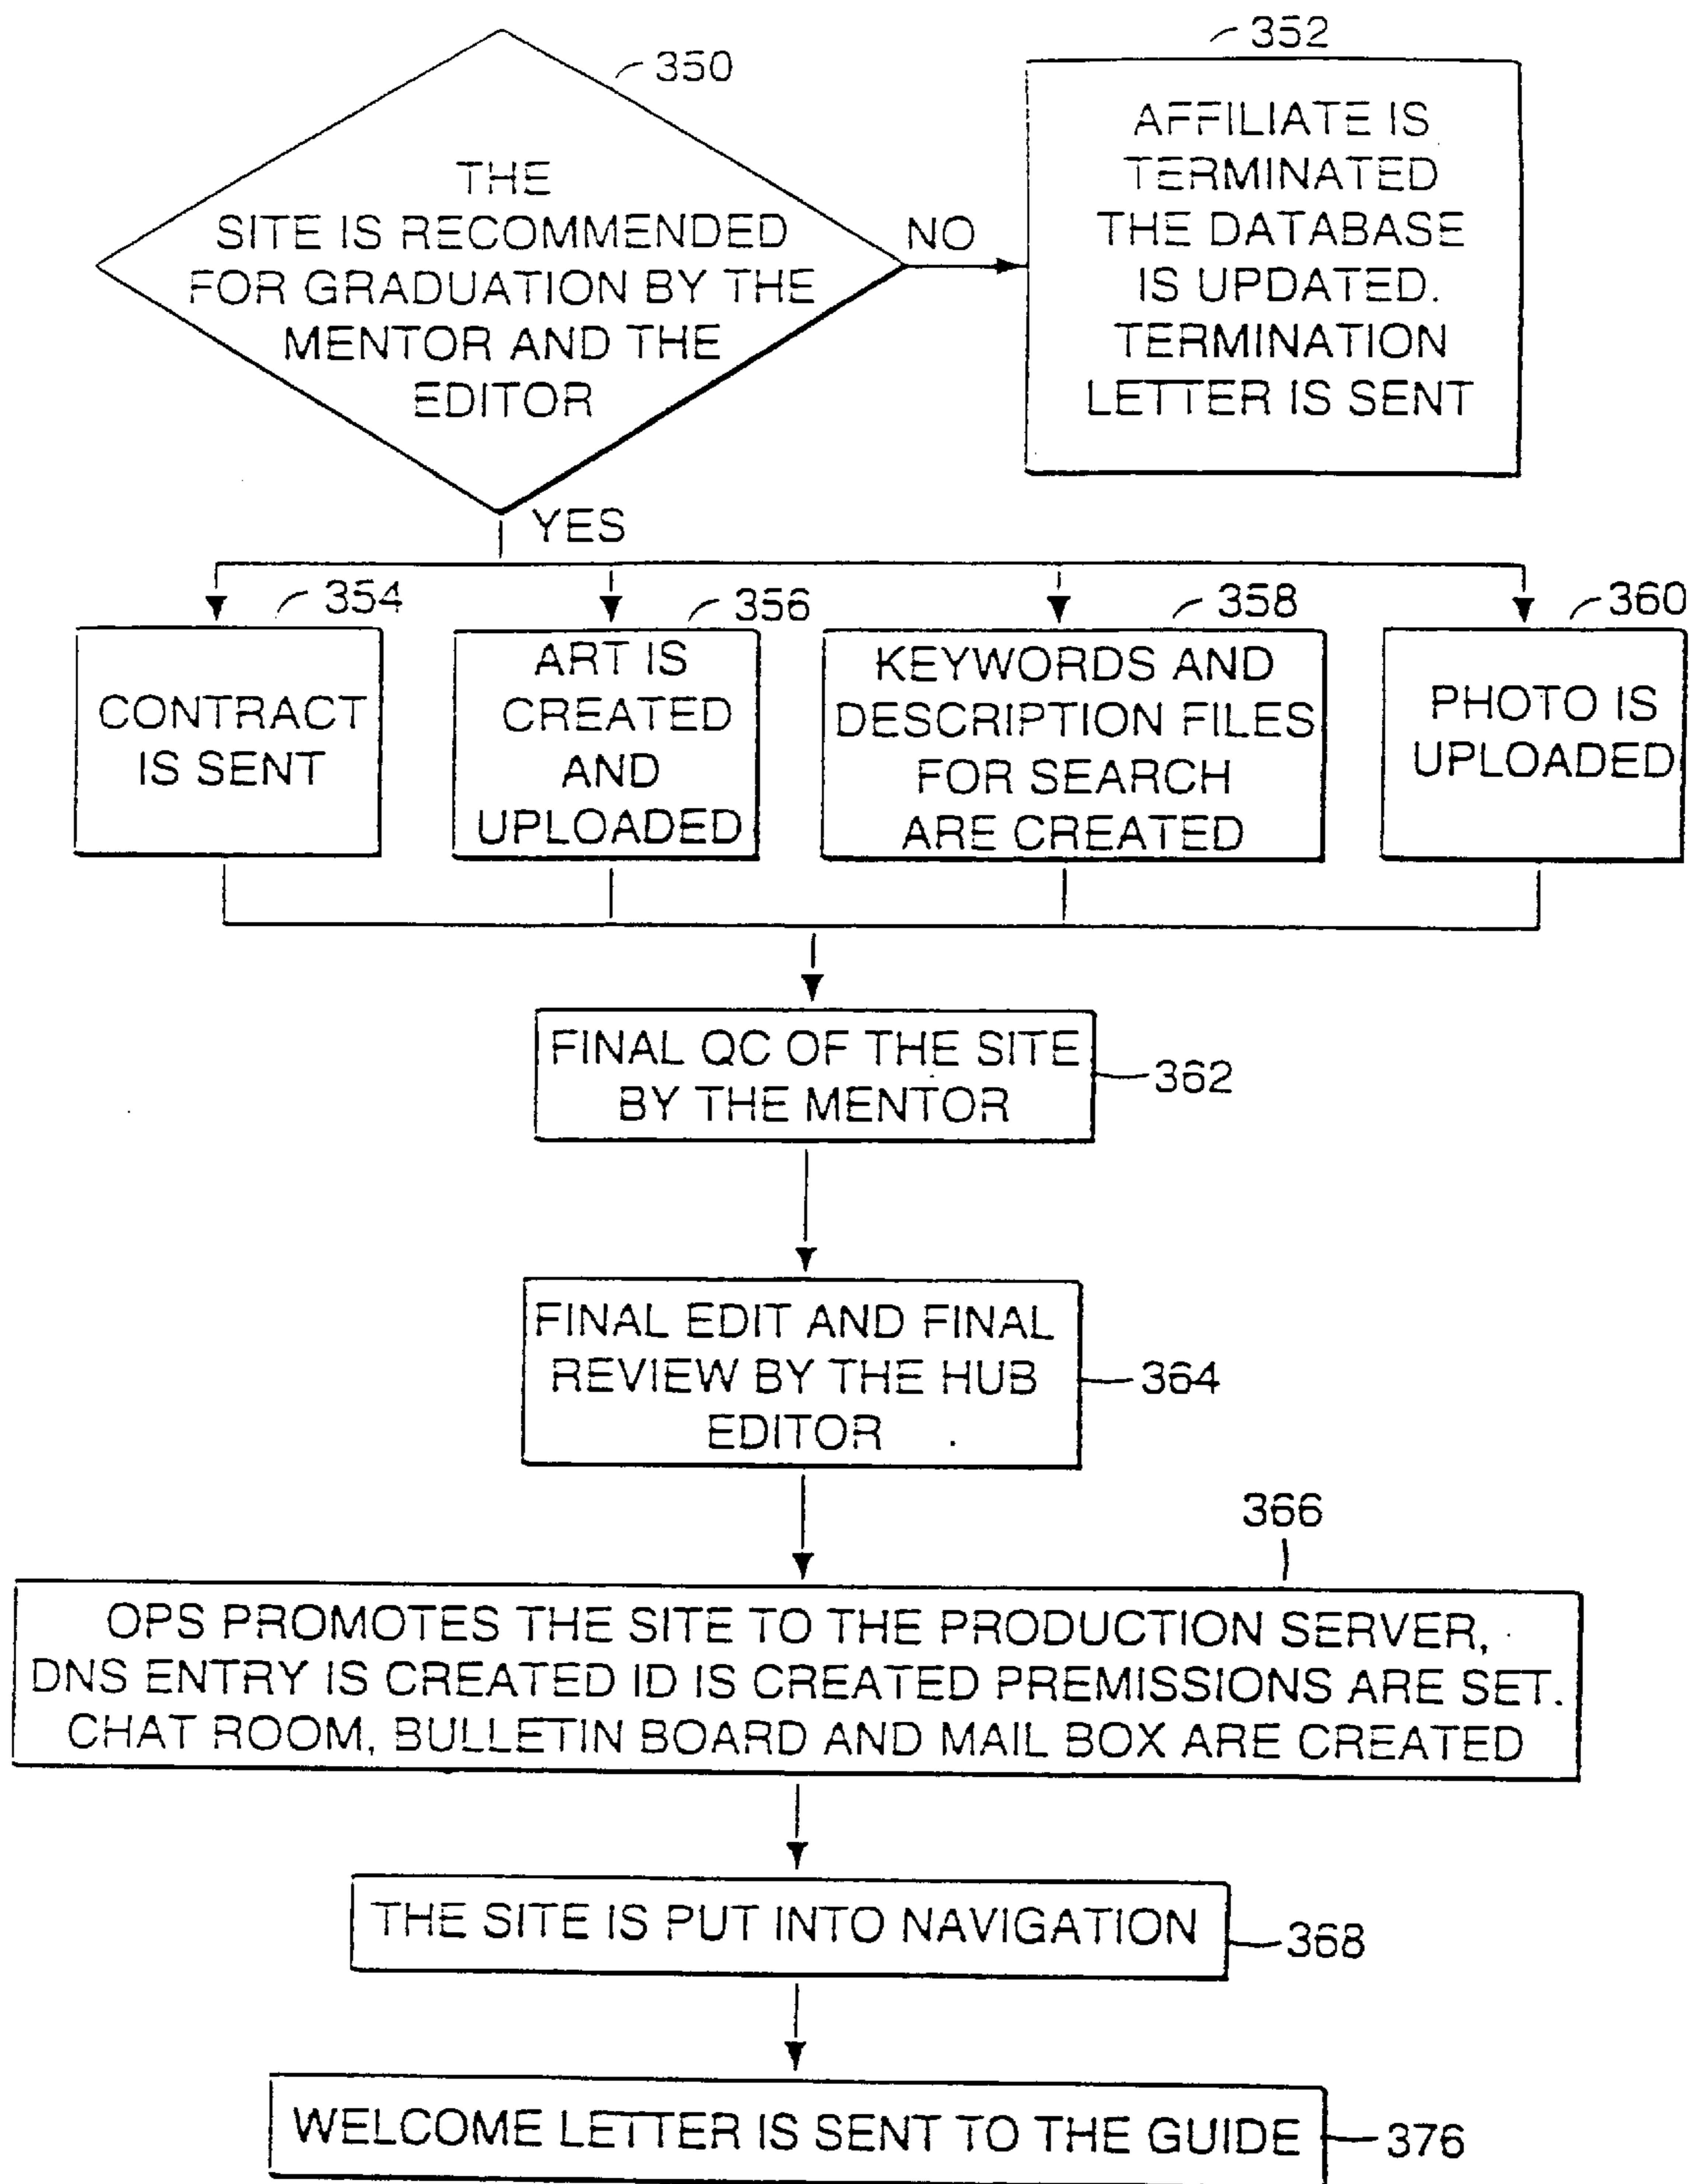 350
THE
SITE IS RECOMMENDED
FOR GRADUATION BY THE
MENTOR AND THE
EDITOR
NO
352
AFFILIATE IS
TERMINATED
THE DATABASE
IS UPDATED.
TERMINATION
LETTER IS SENT
YES
354
CONTRACT
IS SENT
356
ART IS
CREATED
AND
UPLOADED
358
KEYWORDS AND
DESCRIPTION FILES
FOR SEARCH
ARE CREATED
360
PHOTO IS
UPLOADED
FINAL QC OF THE SITE
BY THE MENTOR
362
FINAL EDIT AND FINAL
REVIEW BY THE HUB
EDITOR
364
366
OPS PROMOTES THE SITE TO THE PRODUCTION SERVER,
DNS ENTRY IS CREATED ID IS CREATED PREMISSIONS ARE SET.
CHAT ROOM, BULLETIN BOARD AND MAIL BOX ARE CREATED
THE SITE IS PUT INTO NAVIGATION
368
WELCOME LETTER IS SENT TO THE GUIDE
376